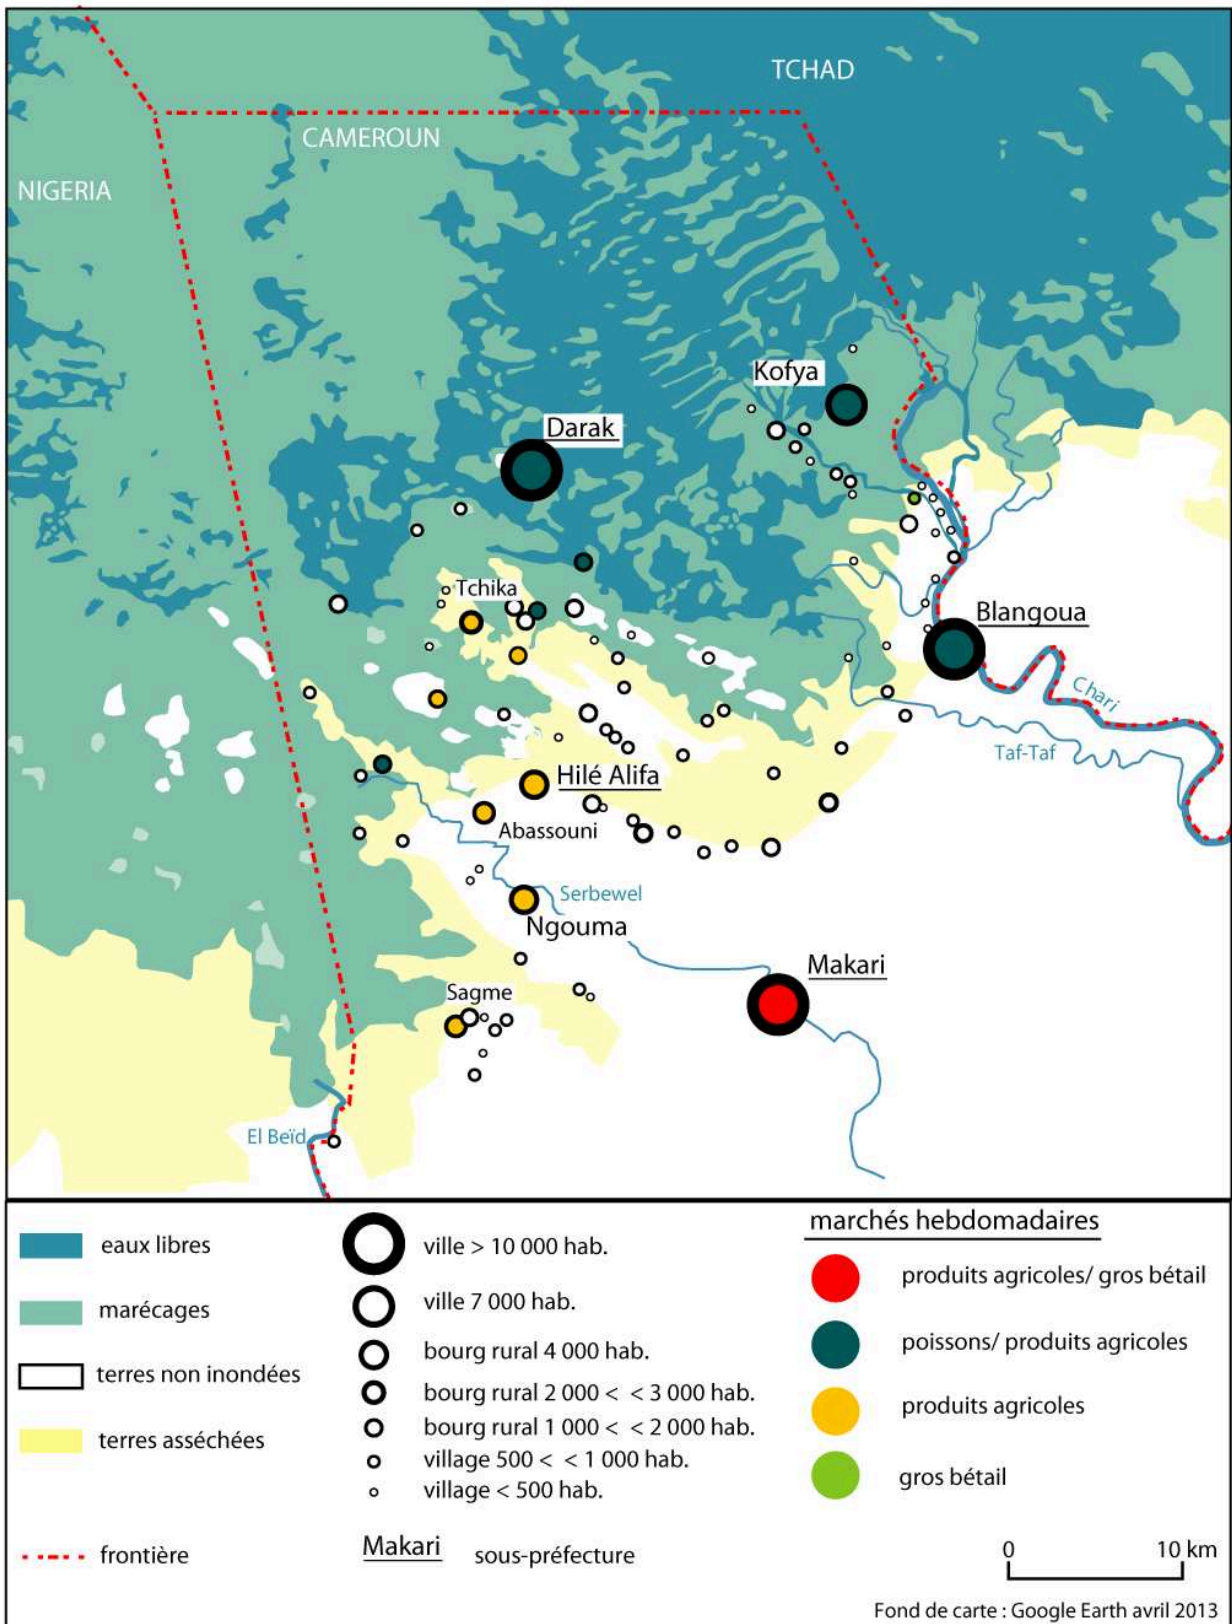 TCHAD
CAMEROUN
NIGERIA
Kofya
Darak
Tchika
Blangoua
Chari
Taf-Taf
Hilé Alifa
Abassouni
Serbewel
Ngouma
Makari
Sagme
El Beïd
eaux libres
marécages
terres non inondées
terres asséchées
frontière
ville > 10 000 hab.
ville 7 000 hab.
bourg rural 4 000 hab.
bourg rural 2 000 < < 3 000 hab.
bourg rural 1 000 < < 2 000 hab.
village 500 < < 1 000 hab.
village < 500 hab.
Makari sous-préfecture
marchés hebdomadaires
produits agricoles/ gros bétail
poissons/ produits agricoles
produits agricoles
gros bétail
0 10 km
Fond de carte : Google Earth avril 2013